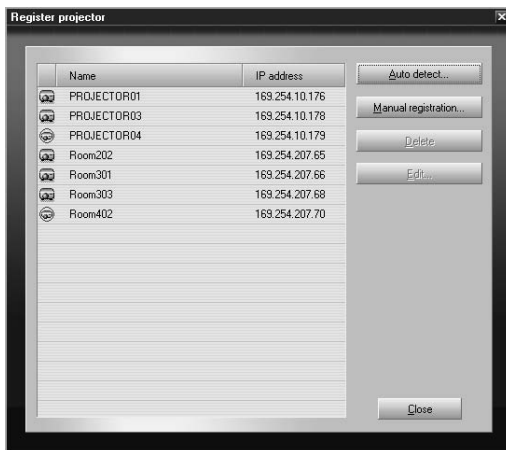 Register projector
Name IP address
PROJECTOR01 169.254.10.176
PROJECTOR03 169.254.10.178
PROJECTOR04 169.254.10.179
Room202 169.254.207.65
Room301 169.254.207.66
Room303 169.254.207.68
Room402 169.254.207.70
Auto detect...
Manual registration...
Delete
Edit...
Close